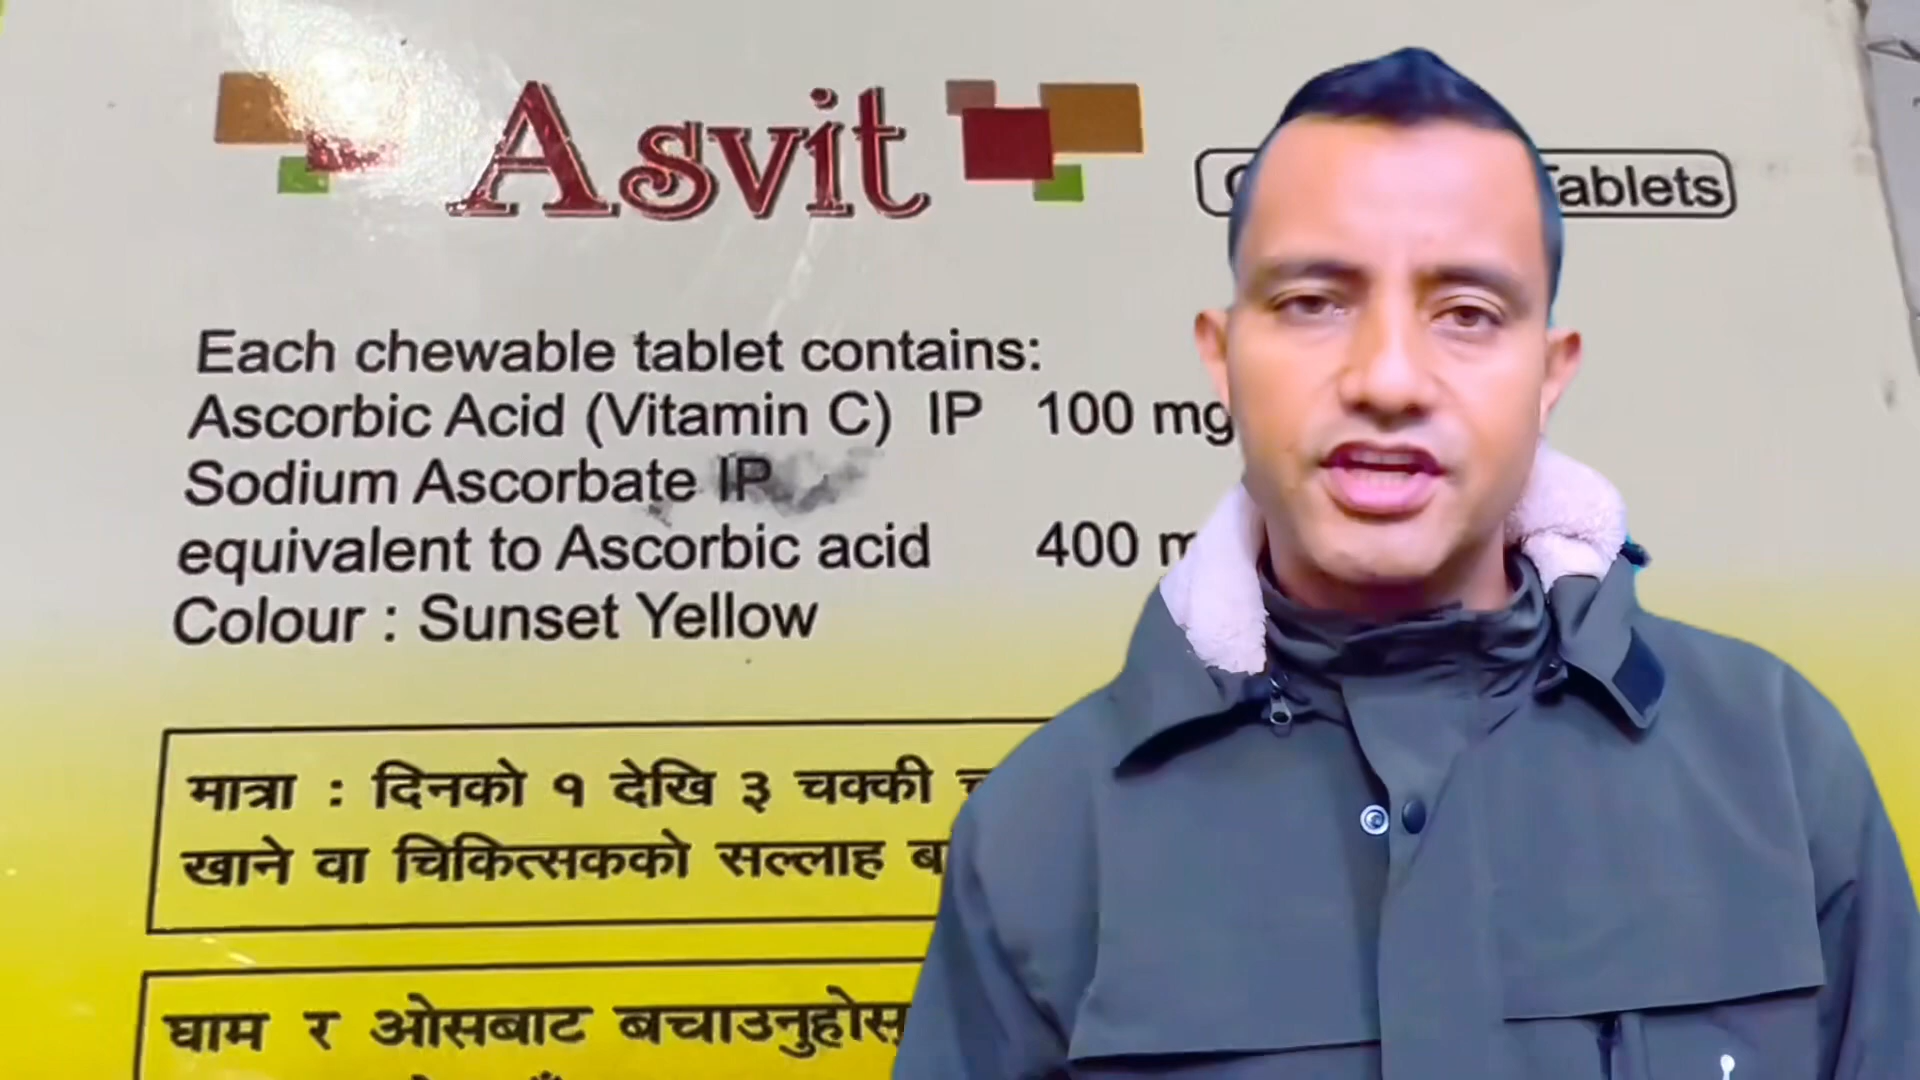 Asvit
Tablets
Each chewable tablet contains:
Ascorbic Acid (Vitamin C) IP 100 mg
Sodium Ascorbate IP
equivalent to Ascorbic acid 400
Colour : Sunset Yellow
मात्रा : दिनको १ देखि ३ चक्की
खाने वा चिकित्सकको सल्लाह
घाम र ओसबाट बचाउनुहोस्